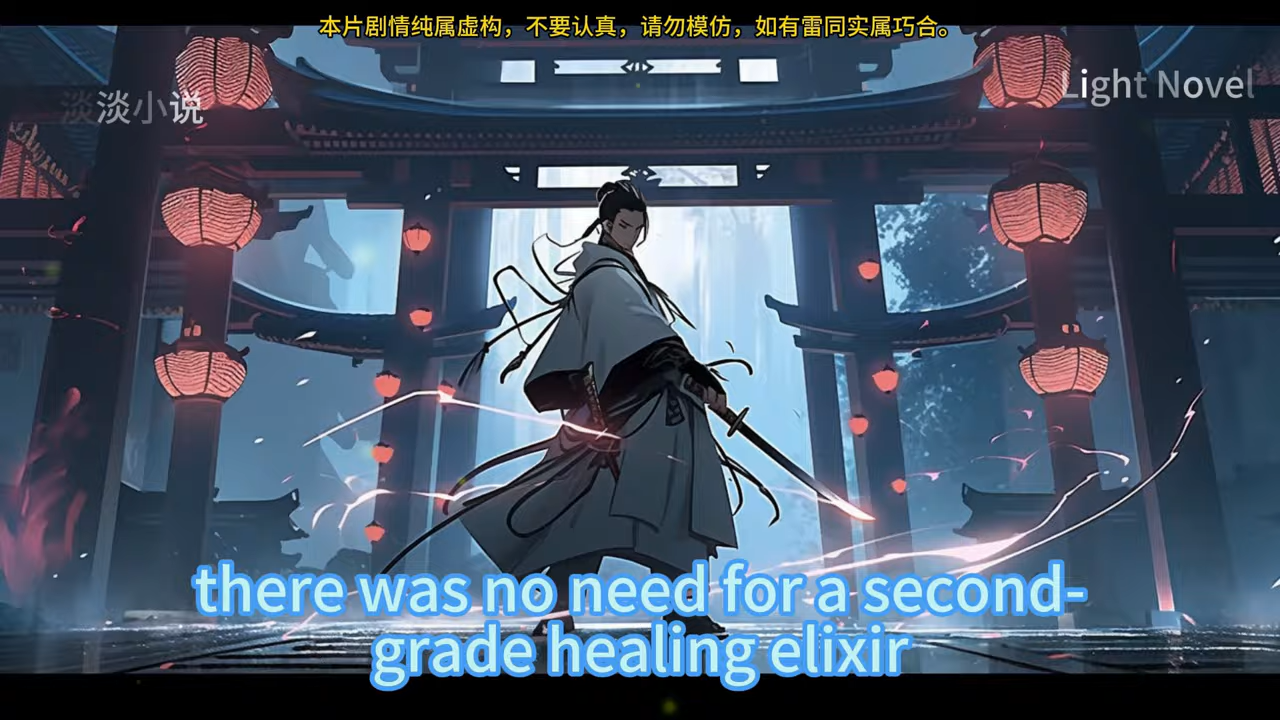 本片剧情纯属虚构，不要认真，请勿模仿，如有雷同实属巧合。
Light Novel
淡淡小说
there was no need for a second-
grade healing elixir